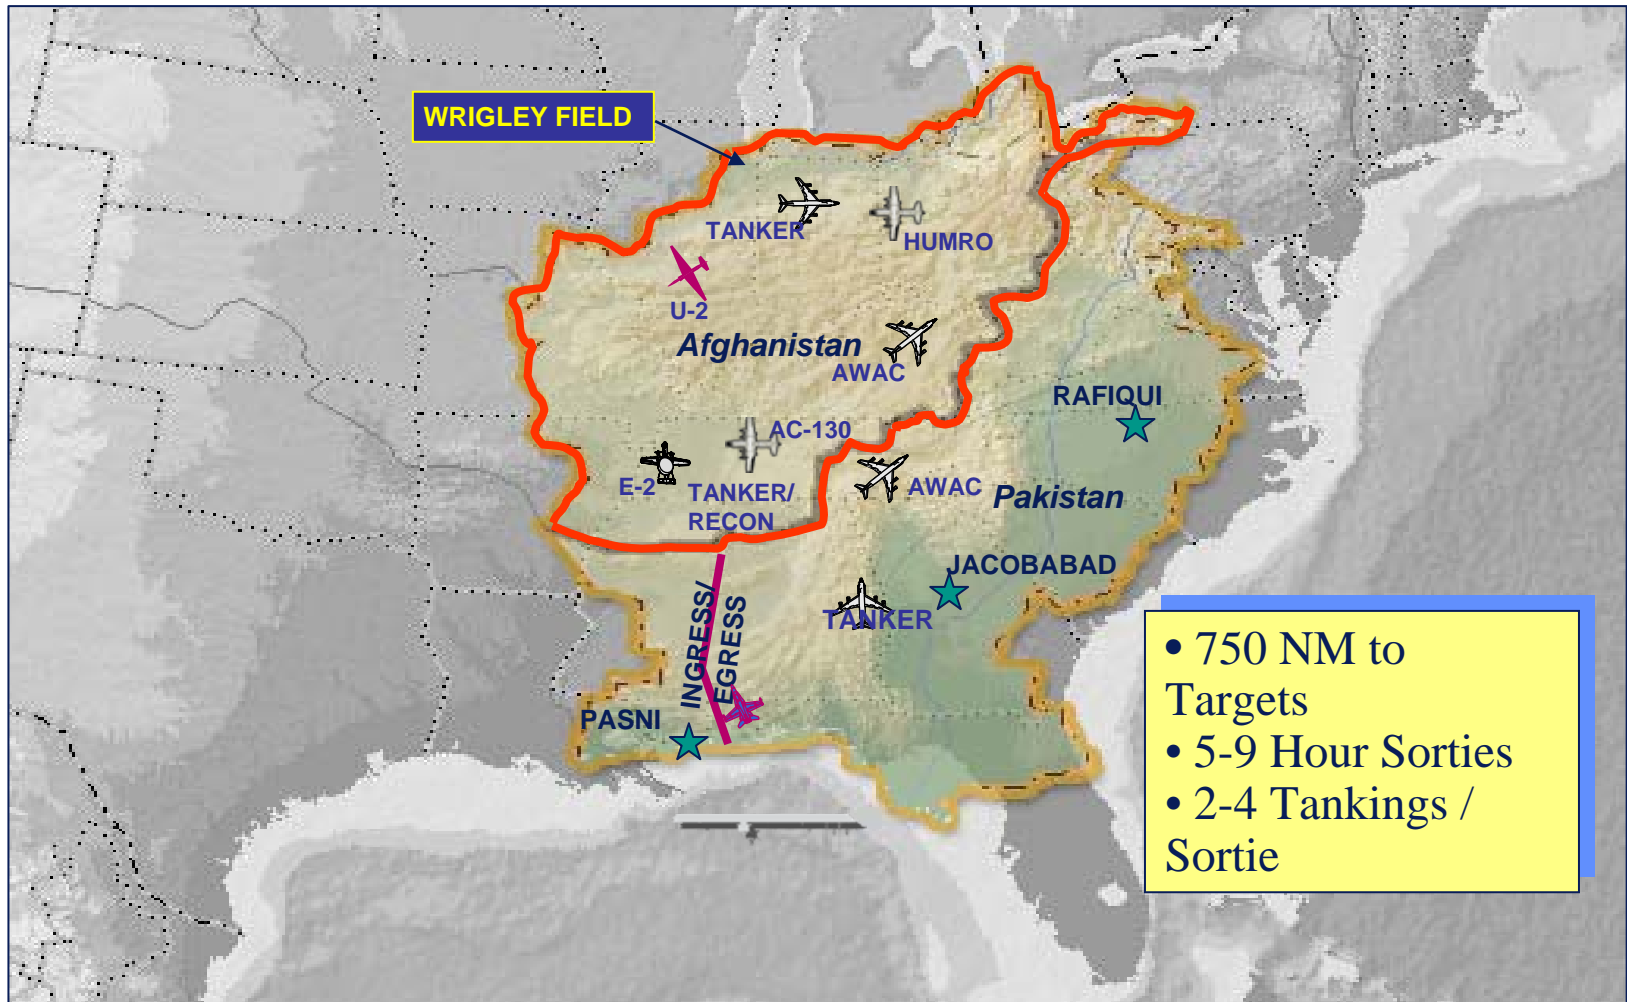 WRIGLEY FIELD
TANKER
HUMRO
U-2
Afghanistan
AWAC
RAFIQUI
AC-130
E-2
TANKER/
RECON
AWAC
Pakistan
JACOBABAD
TANKER
INGRESS/
EGRESS
PASNI
• 750 NM to
Targets
• 5-9 Hour Sorties
• 2-4 Tankings /
Sortie